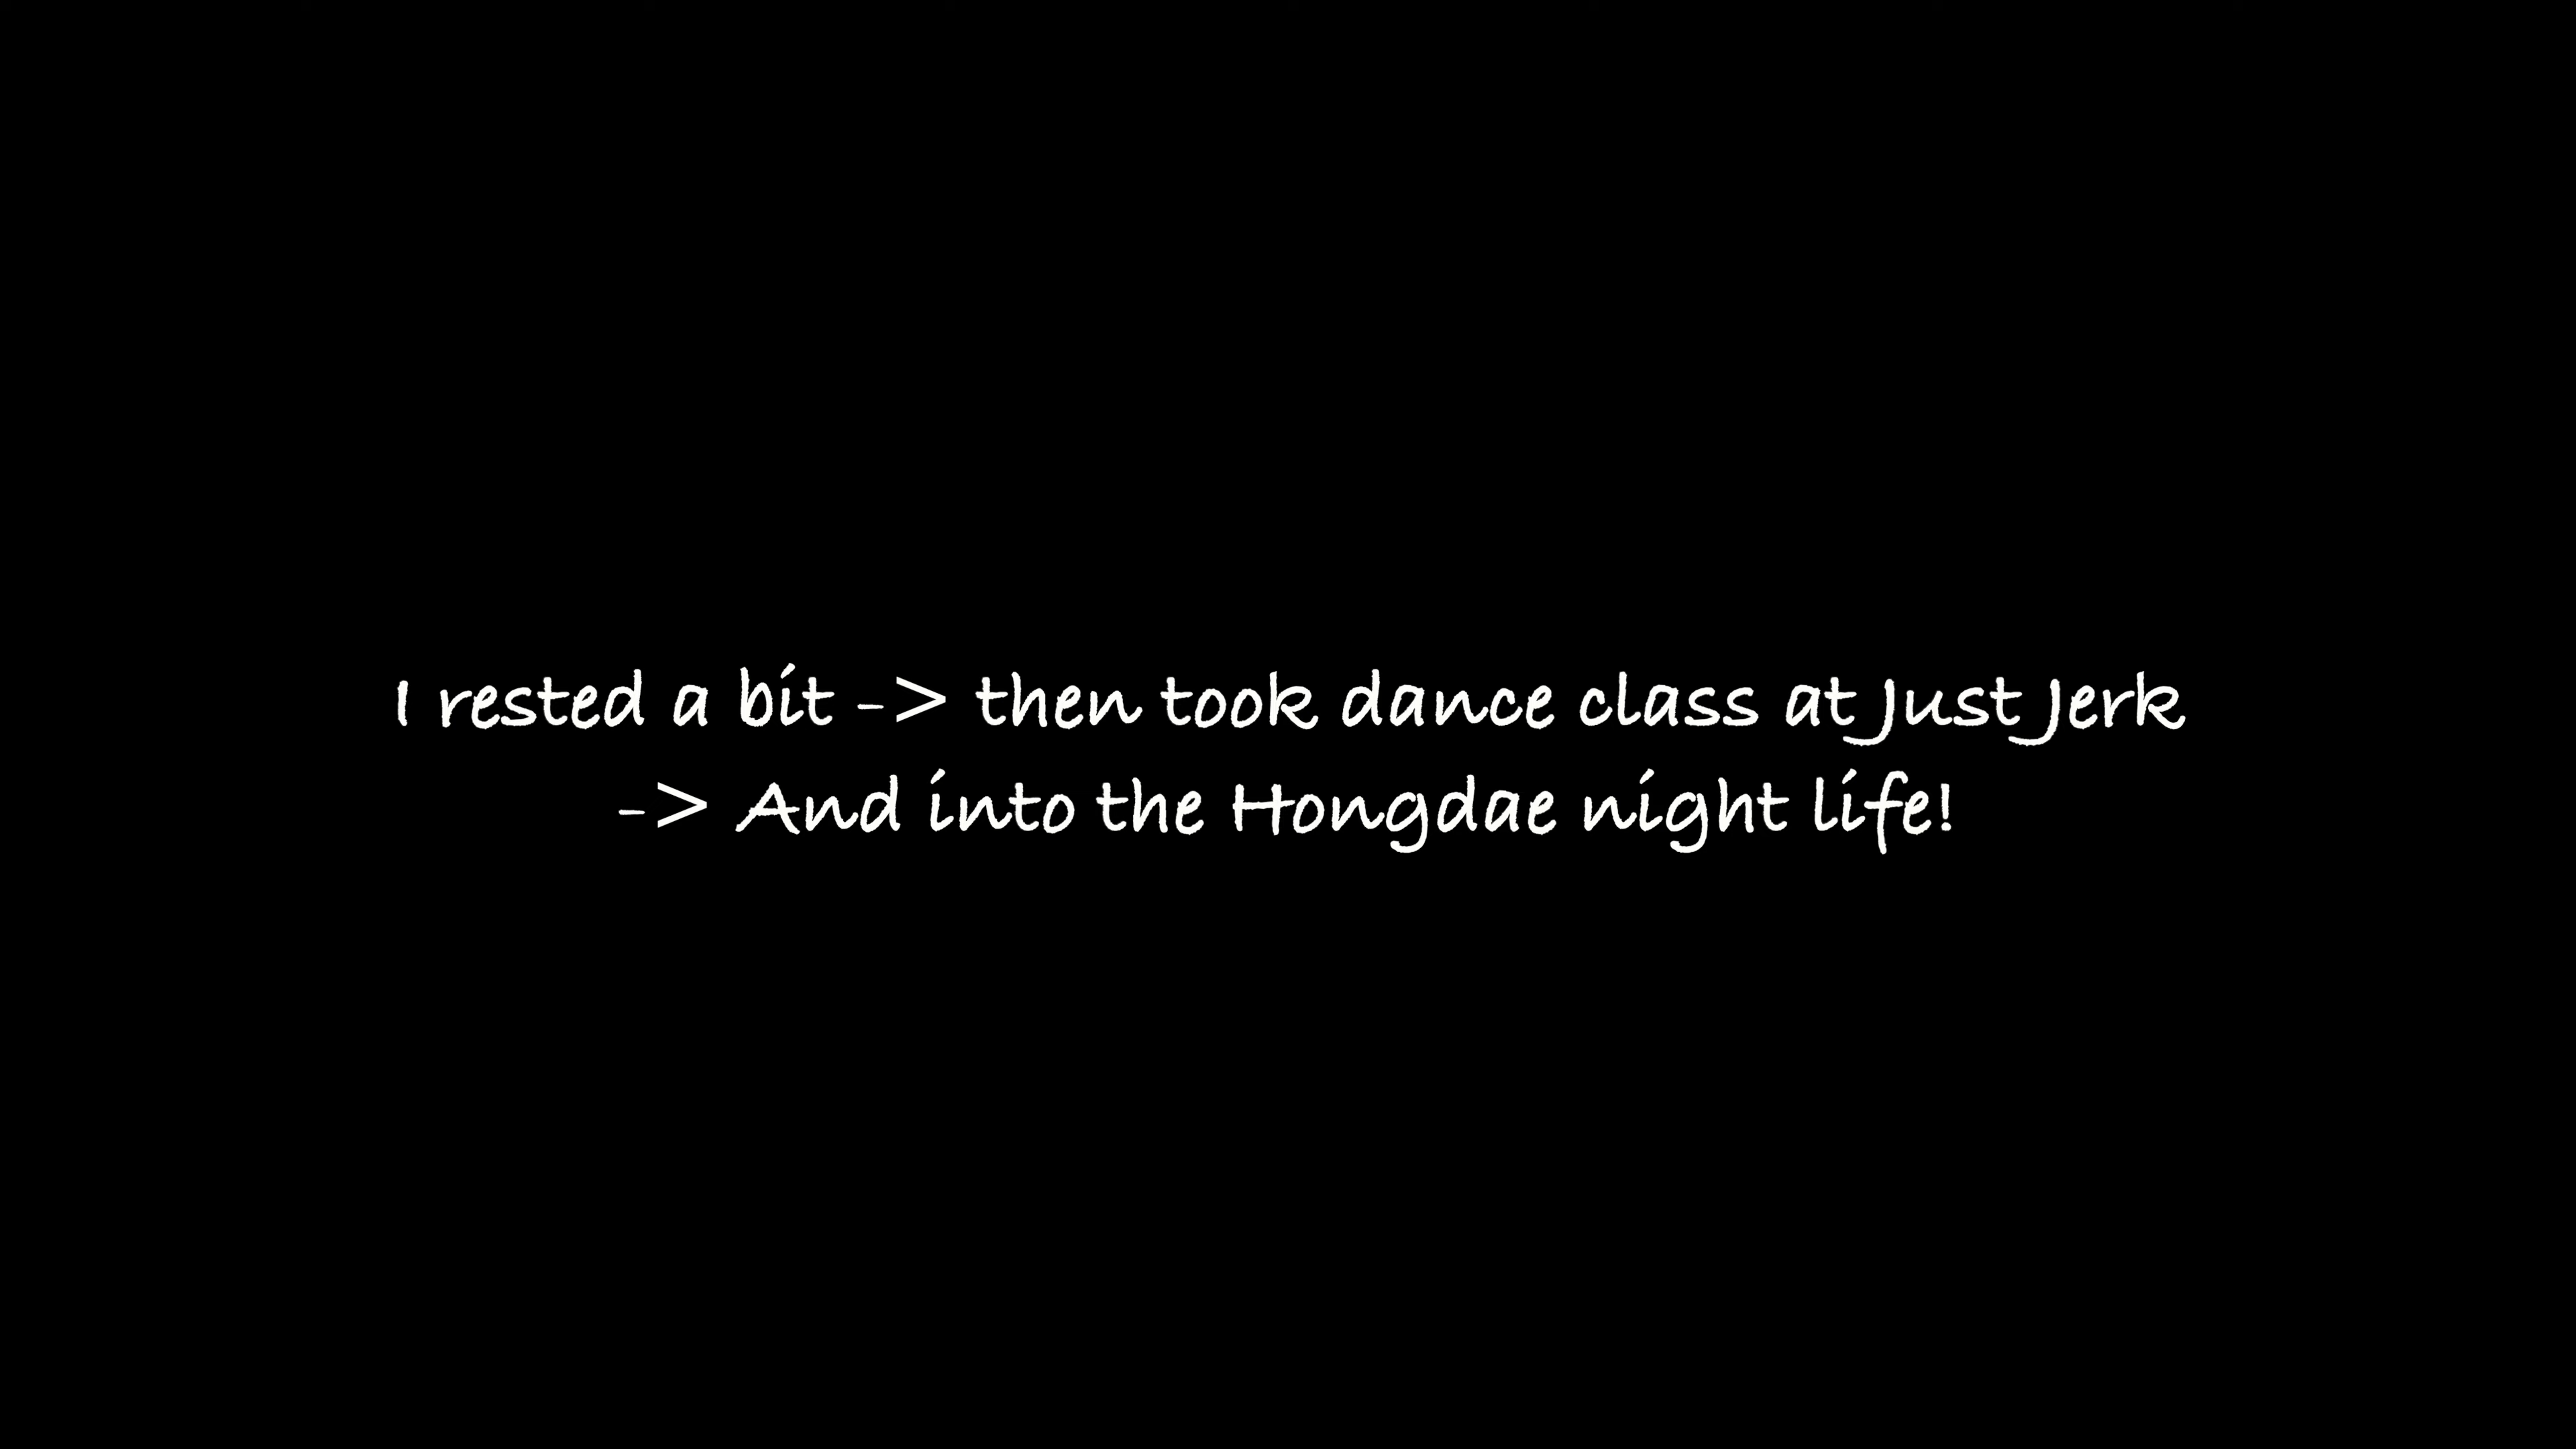 I rested a bit -> then took dance class at Just Jerk
-> And into the Hongdae night life!